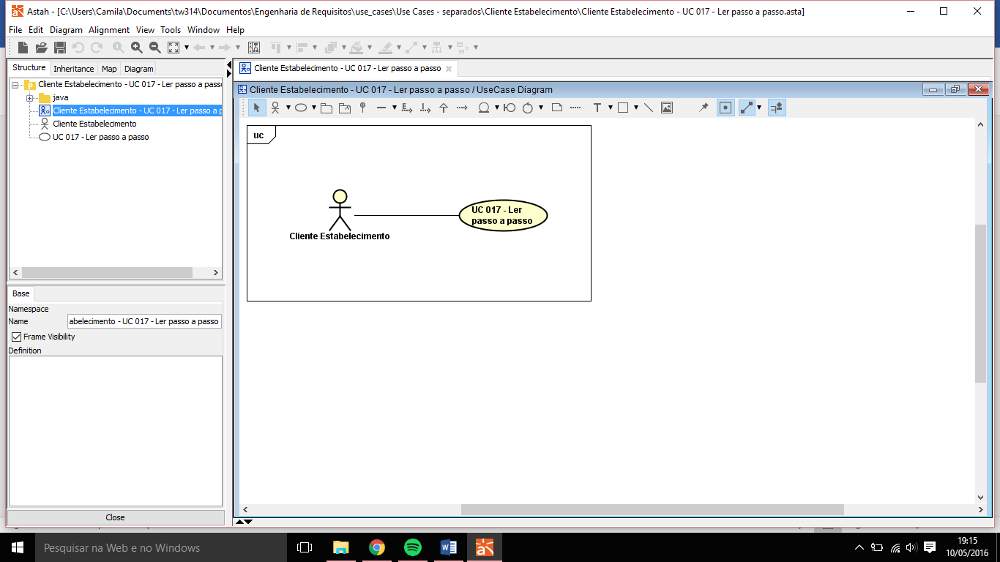 Astah - [C:\Users\Camila\Documents\tw314\Documentos\Engenharia de Requisitos\use_cases\Use Cases - separados\Cliente Estabelecimento\Cliente Estabelecimento - UC 017 - Ler passo a passo.asta]
File Edit Diagram Alignment View Tools Window Help
Structure Inheritance Map Diagram
Cliente Estabelecimento - UC 017 - Ler passo a passo
java
Cliente Estabelecimento - UC 017 - Ler passo a p
Cliente Estabelecimento
UC 017 - Ler passo a passo
Base
Namespace
Name abelecimento - UC 017 - Ler passo a passo
Frame Visibility
Definition
Close
Cliente Estabelecimento - UC 017 - Ler passo a passo
Cliente Estabelecimento - UC 017 - Ler passo a passo / UseCase Diagram
uc
Cliente Estabelecimento
UC 017 - Ler
passo a passo
Pesquisar na Web e no Windows
19:15
10/05/2016